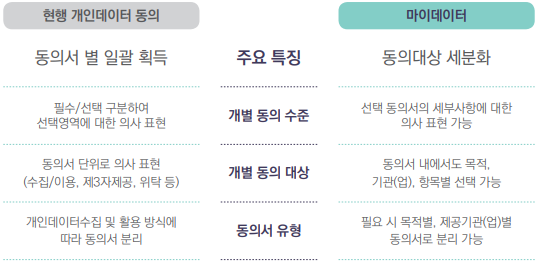 현행 개인데이터 동의
마이데이터
동의서 별 일괄 획득
주요 특징
동의대상 세분화
필수/선택 구분하여
선택영역에 대한 의사 표현
개별 동의 수준
선택 동의서의 세부사항에 대한
의사 표현 가능
동의서 단위로 의사 표현
(수집/이용, 제3자제공, 위탁 등)
개별 동의 대상
동의서 내에서도 목적,
기관(업), 항목별 선택 가능
개인데이터수집 및 활용 방식에
따라 동의서 분리
동의서 유형
필요 시 목적별, 제공기관(업)별
동의서로 분리 가능